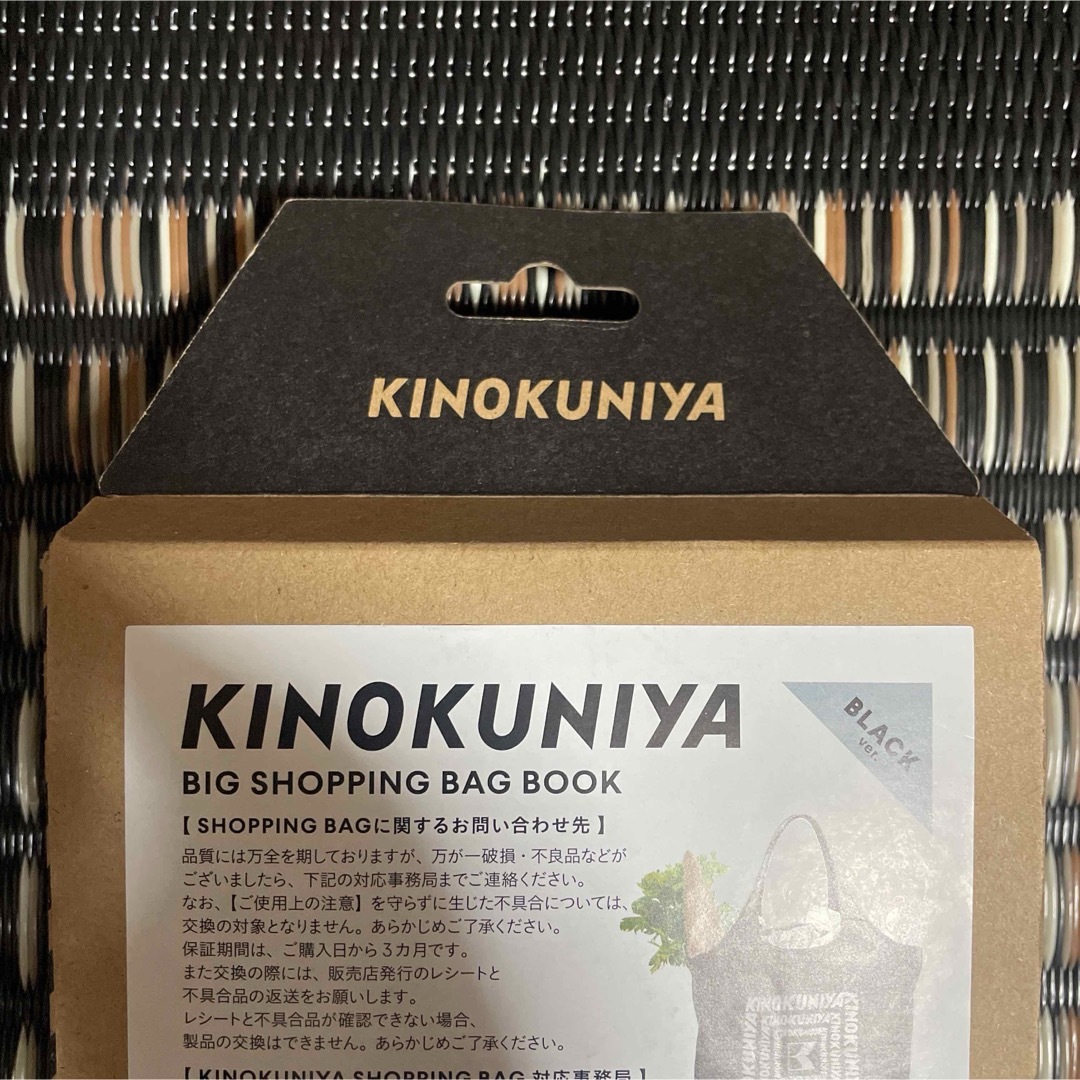 KINOKUNIYA
KINOKUNIYA
BLACK
ver.
BIG SHOPPING BAG BOOK
【 SHOPPING BAGに関するお問い合わせ先 】
品質には万全を期しておりますが、万が一破損・不良品などが
ございましたら、下記の対応事務局までご連絡ください。
なお、【ご使用上の注意】を守らずに生じた不具合については、
交換の対象となりません。あらかじめご了承ください。
保証期間は、ご購入日から3カ月です。
また交換の際には、販売店発行のレシートと
不具合品の返送をお願いします。
レシートと不具合品が確認できない場合、
製品の交換はできません。あらかじめご了承ください。
【 KINOKUNIYA SHOPPING BAG 対応事務局 】
KINOKUNIYA
KINOKUNIYA
KINOKUNIYA